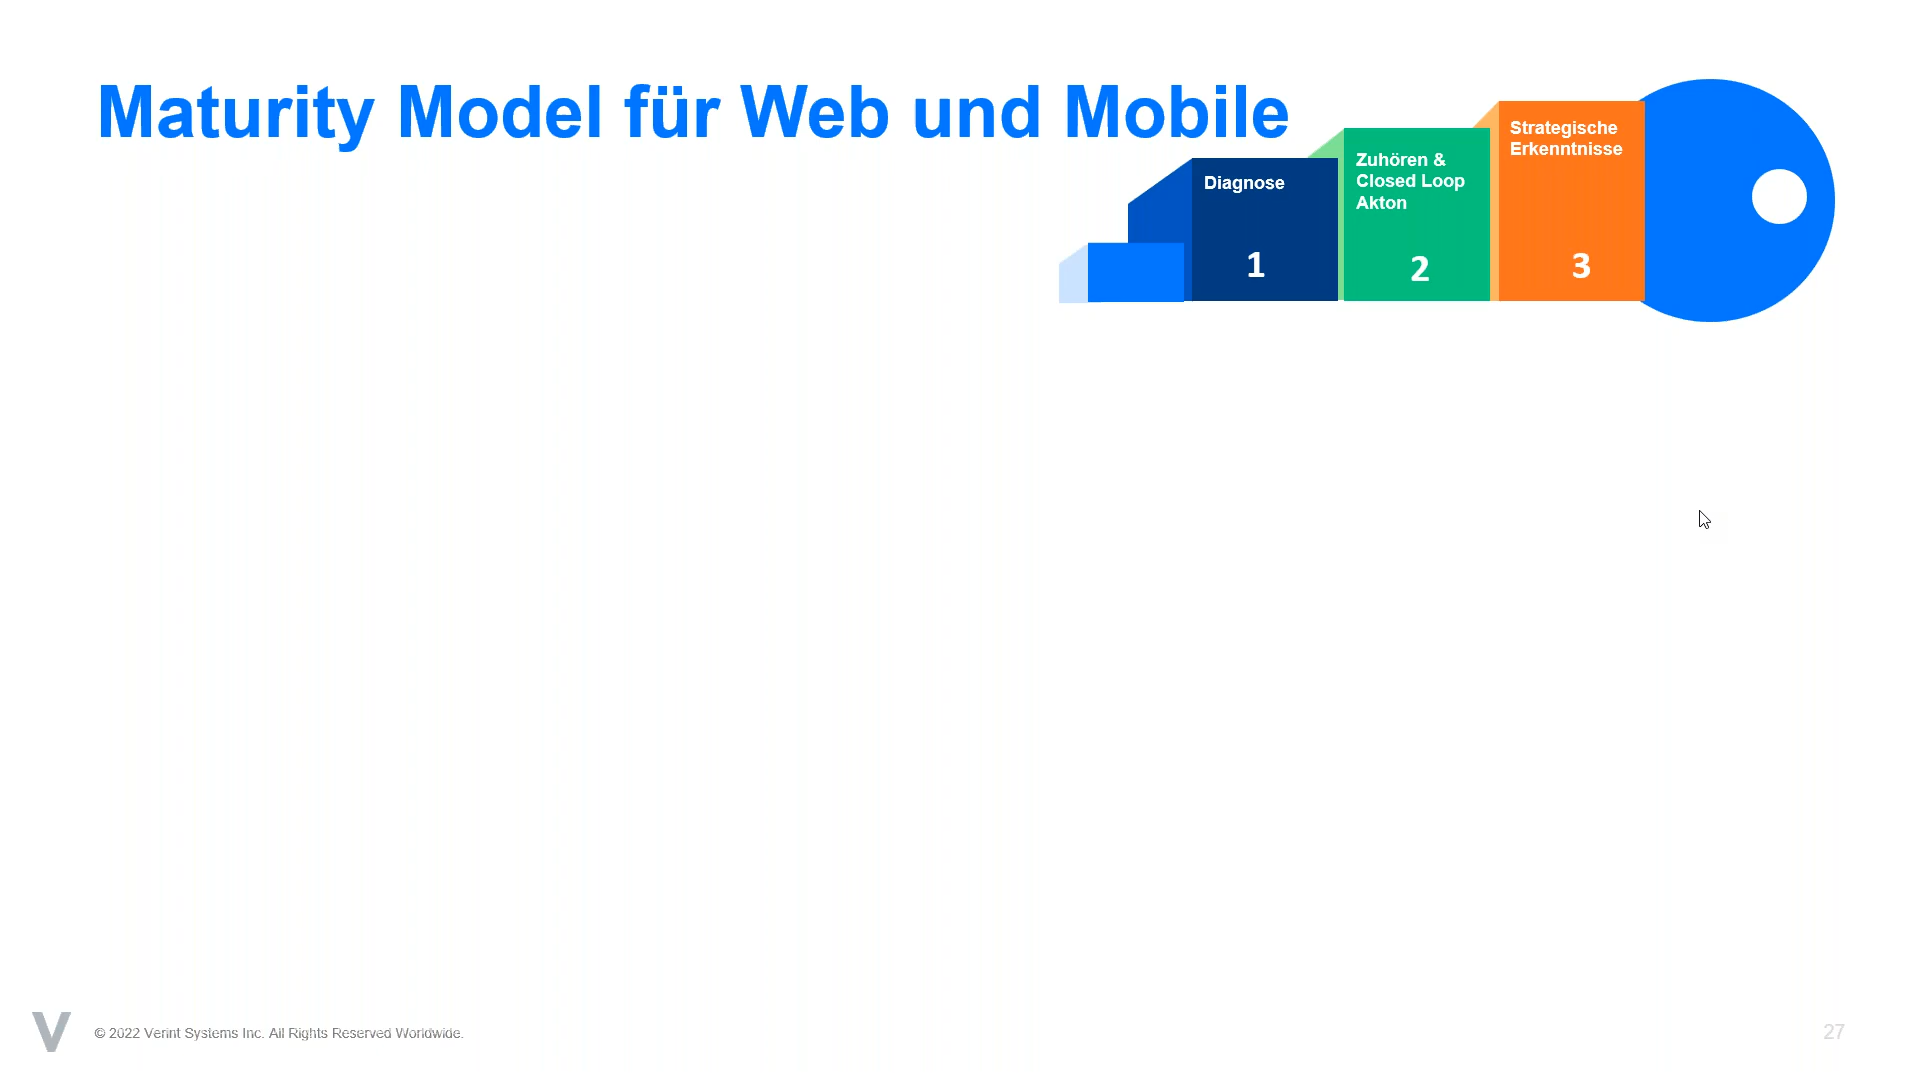 Maturity Model für Web und Mobile
Diagnose
1
Zuhören &
Closed Loop
Akton
2
Strategische
Erkenntnisse
3
V
© 2022 Verint Systems Inc. All Rights Reserved Worldwide.
27